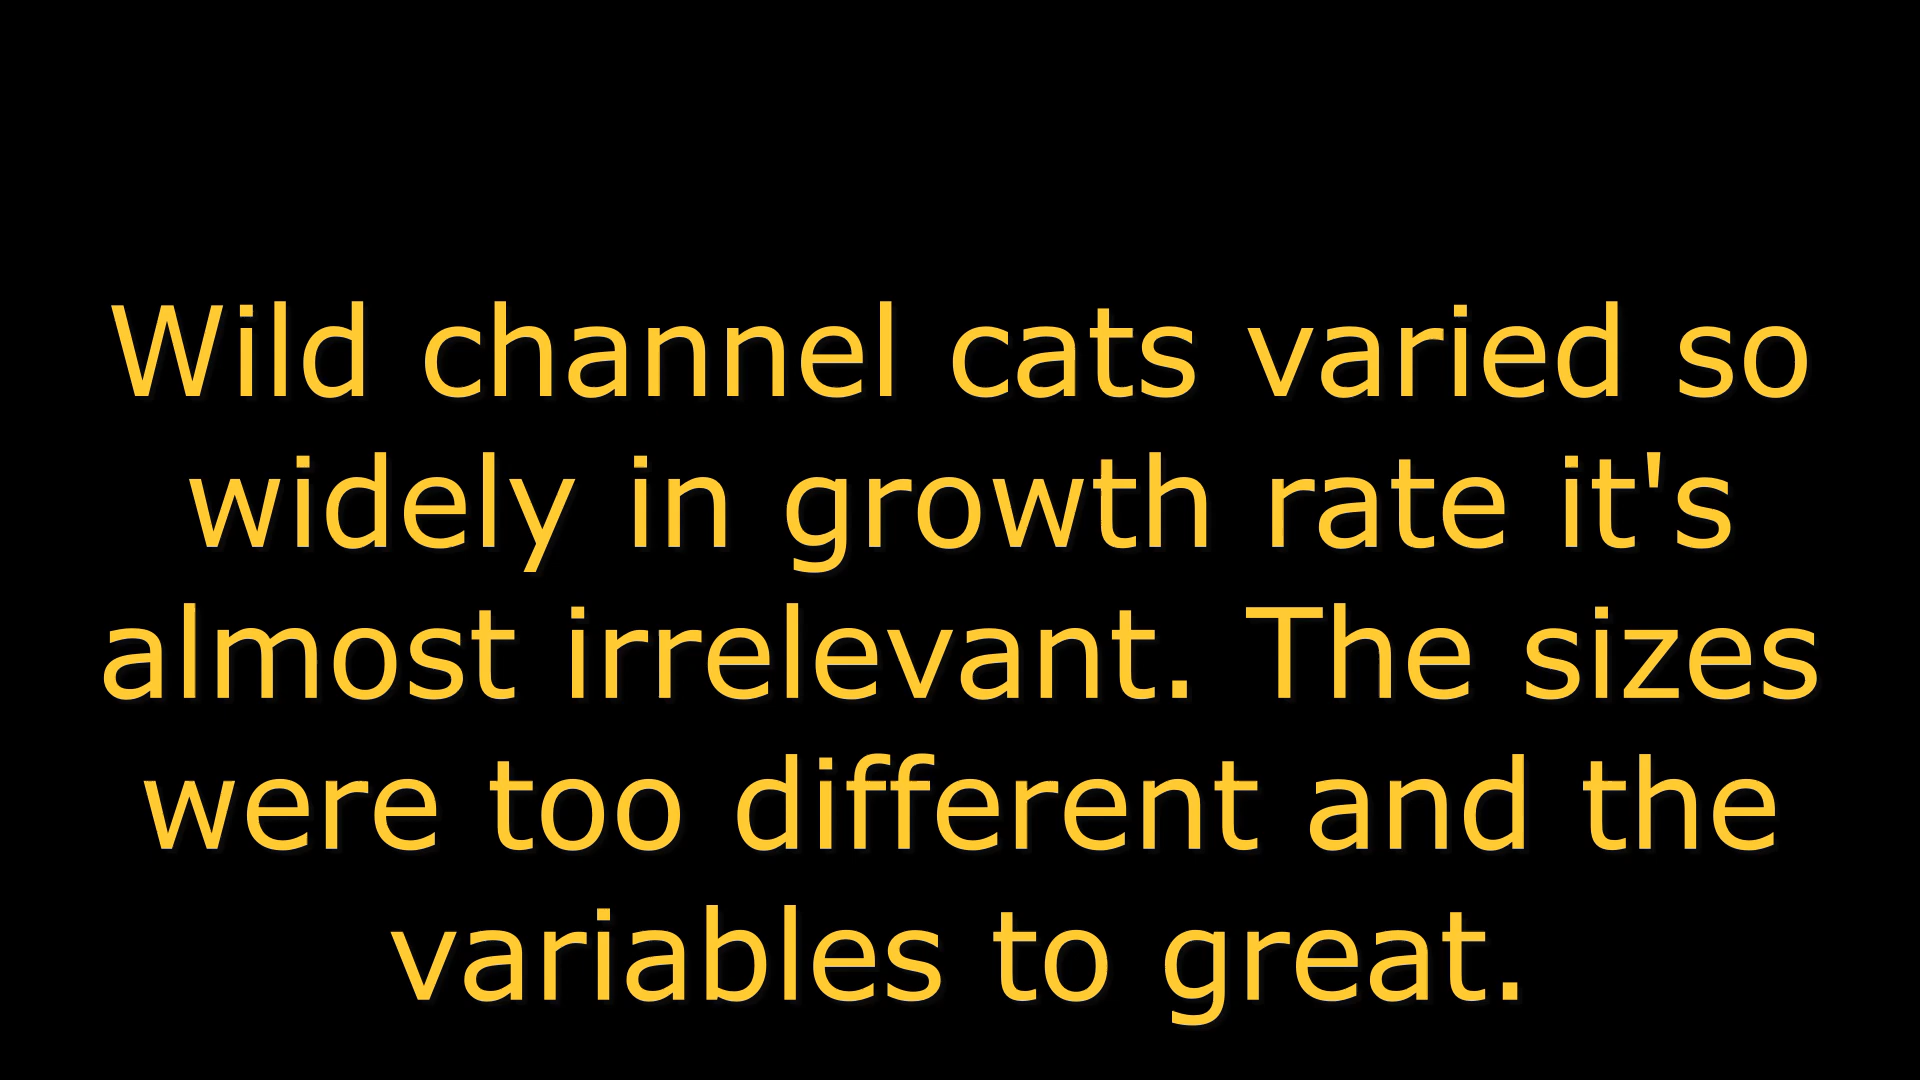 Wild channel cats varied so
widely in growth rate it's
almost irrelevant. The sizes
were too different and the
variables to great.